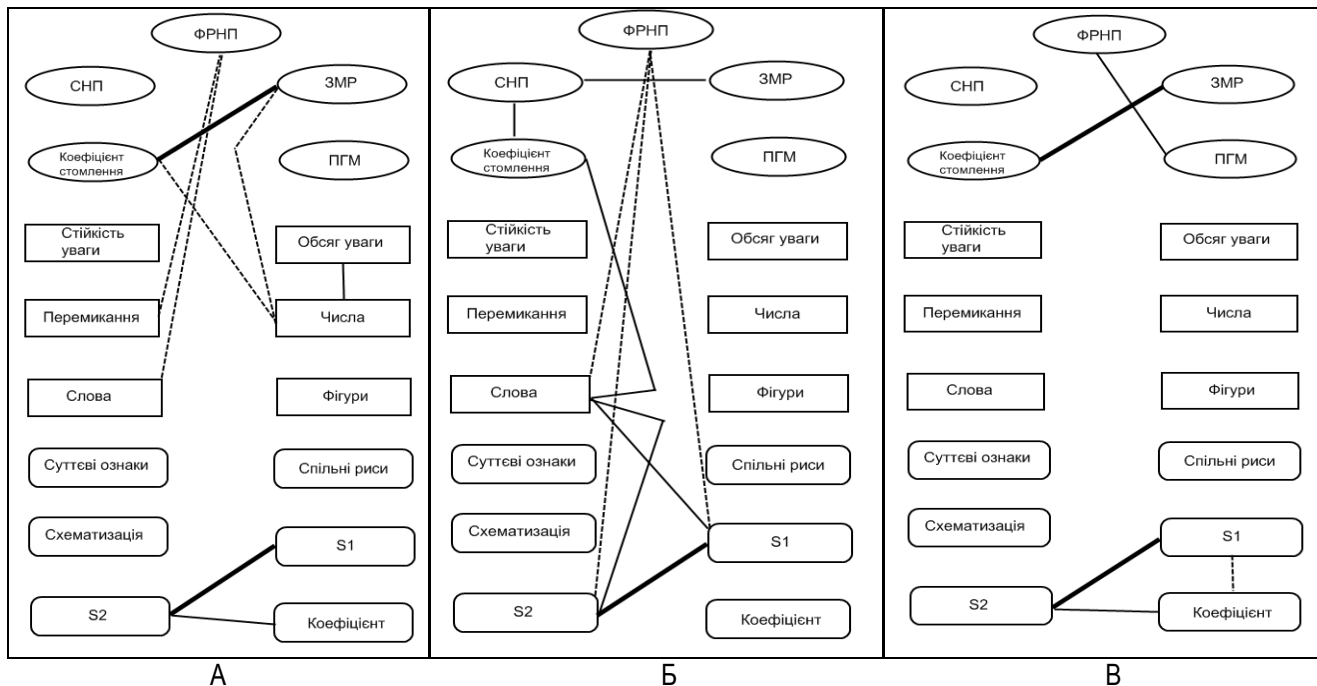 ФРНП
СНП
ЗМР
Коефіцієнт
стомлення
ПГМ
Стійкість
уваги
Обсяг уваги
Перемикання
Числа
Слова
Фігури
Суттєві ознаки
Спільні риси
Схематизація
S1
S2
Коефіцієнт
А
ФРНП
СНП
ЗМР
Коефіцієнт
стомлення
ПГМ
Стійкість
уваги
Обсяг уваги
Перемикання
Числа
Слова
Фігури
Суттєві ознаки
Спільні риси
Схематизація
S1
S2
Коефіцієнт
Б
ФРНП
СНП
ЗМР
Коефіцієнт
стомлення
ПГМ
Стійкість
уваги
Обсяг уваги
Перемикання
Числа
Слова
Фігури
Суттєві ознаки
Спільні риси
Схематизація
S1
S2
Коефіцієнт
В